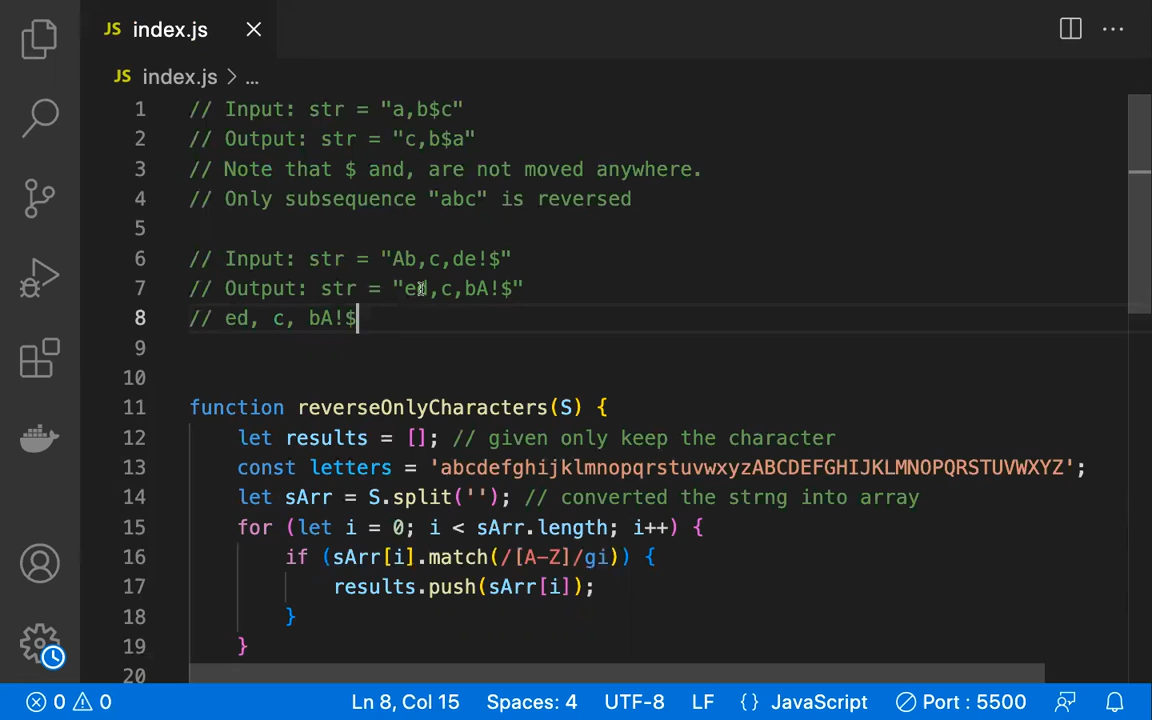 JS index.js
JS index.js > ...
1 // Input: str = "a,b$c"
2 // Output: str = "c,b$a"
3 // Note that $ and, are not moved anywhere.
4 // Only subsequence "abc" is reversed
5
6 // Input: str = "Ab,c,de!$"
7 // Output: str = "ed,c,bA!$"
8 // ed, c, bA!$
9
10
11 function reverseOnlyCharacters(S) {
12 let results = []; // given only keep the character
13 const letters = 'abcdefghijklmnopqrstuvwxyzABCDEFGHIJKLMNOPQRSTUVWXYZ';
14 let sArr = S.split(''); // converted the strng into array
15 for (let i = 0; i < sArr.length; i++) {
16 if (sArr[i].match(/[A-Z]/gi)) {
17 results.push(sArr[i]);
18 }
19 }
20
0 0 Ln 8, Col 15 Spaces: 4 UTF-8 LF {} JavaScript Port : 5500